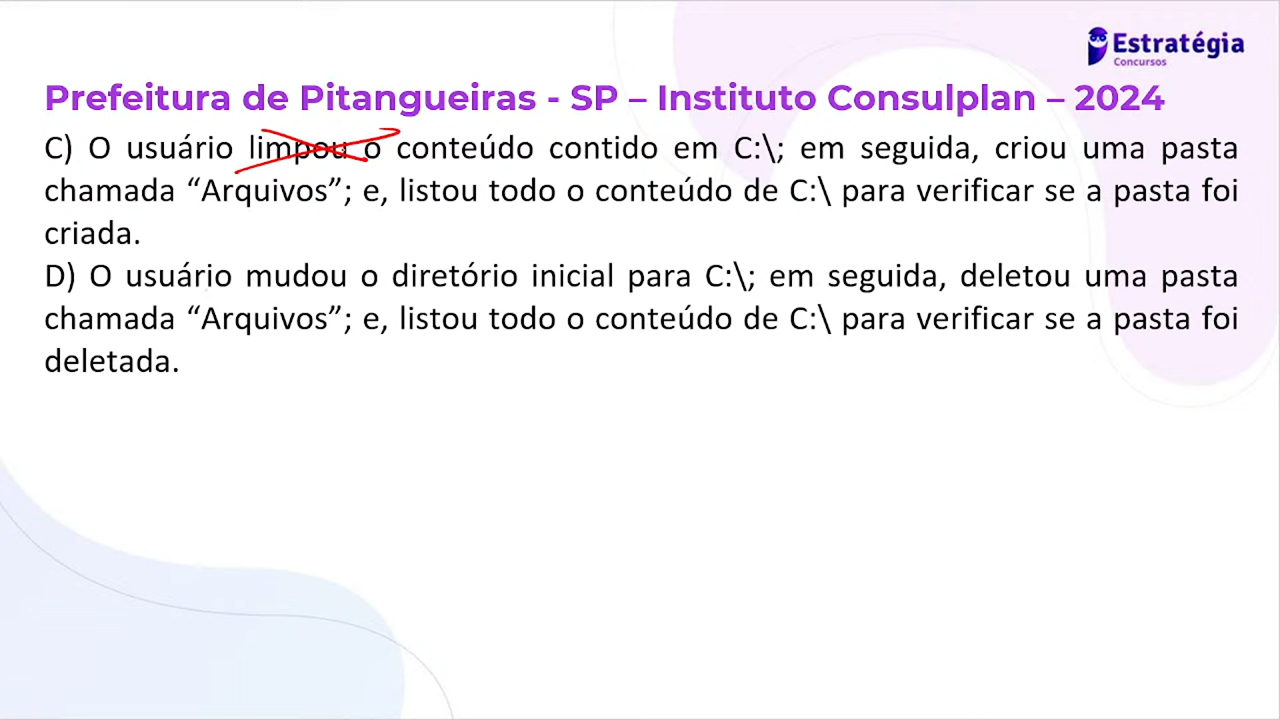 Estratégia
Concursos
Prefeitura de Pitangueiras - SP – Instituto Consulplan – 2024
C) O usuário limpou o conteúdo contido em C:\; em seguida, criou uma pasta
chamada “Arquivos”; e, listou todo o conteúdo de C:\ para verificar se a pasta foi
criada.
D) O usuário mudou o diretório inicial para C:\; em seguida, deletou uma pasta
chamada “Arquivos”; e, listou todo o conteúdo de C:\ para verificar se a pasta foi
deletada.